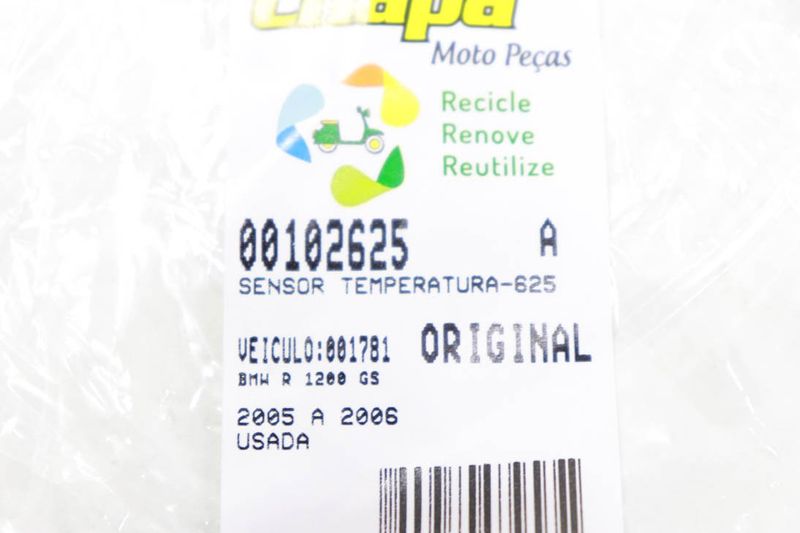 Moto Peças
Recicle
Renove
Reutilize
00102625 A
SENSOR TEMPERATURA-625
VEICULO:001781 ORIGINAL
BMW R 1200 GS
2005 A 2006
USADA